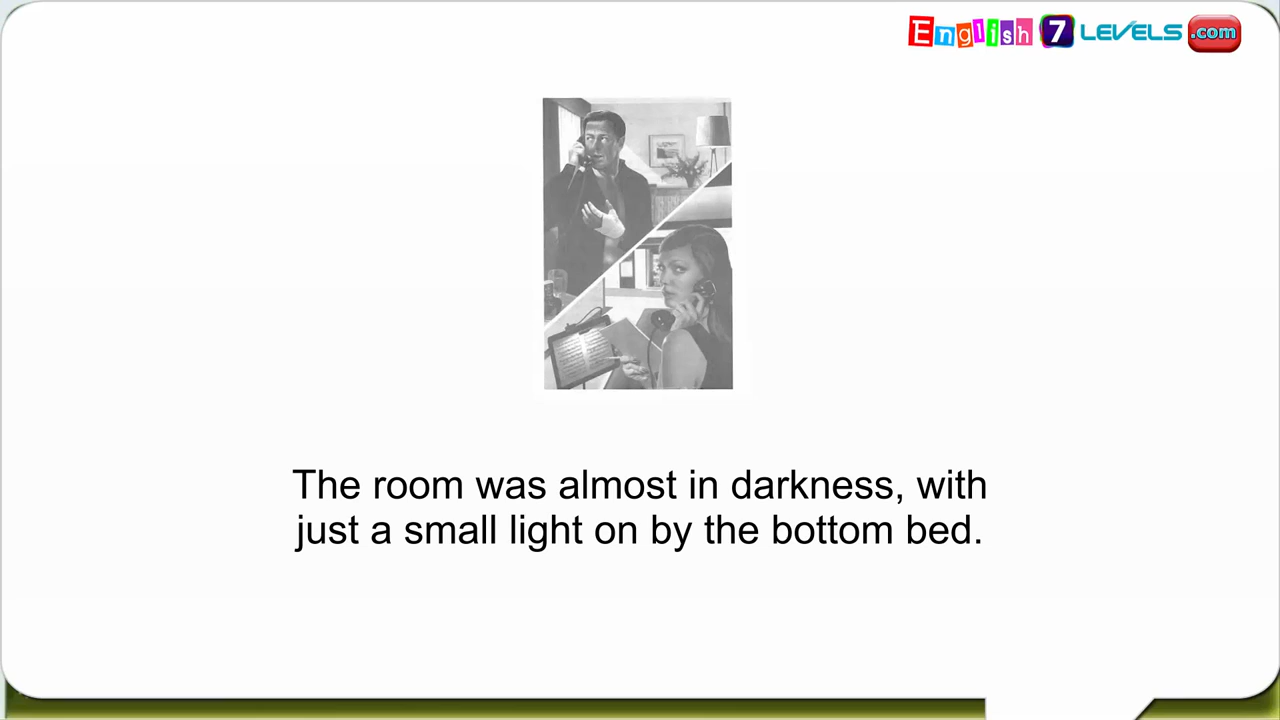 English 7 LEVELS .com
The room was almost in darkness, with
just a small light on by the bottom bed.